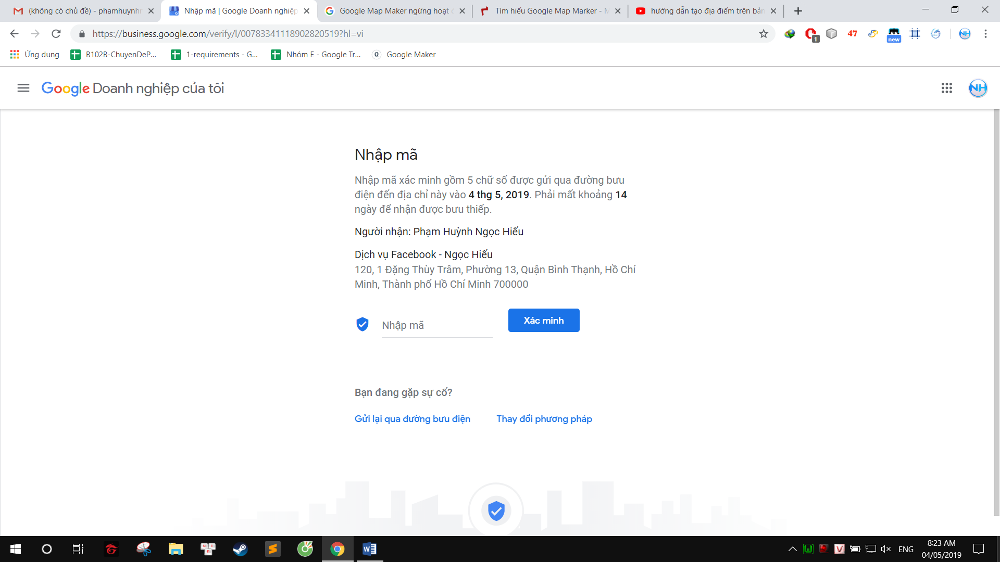 (không có chủ đề) - phamhuynhn
Nhập mã | Google Doanh nghiệp
Google Map Maker ngừng hoạt
Tìm hiểu Google Map Marker - M
hướng dẫn tạo địa điểm trên bản
https://business.google.com/verify/l/00783341118902820519?hl=vi
1
47
new
NH
Ứng dụng
B102B-ChuyenDeP...
1-requirements - G...
Nhóm E - Google Tr...
Google Maker
Google Doanh nghiệp của tôi
NH
Nhập mã
Nhập mã xác minh gồm 5 chữ số được gửi qua đường bưu
điện đến địa chỉ này vào 4 thg 5, 2019. Phải mất khoảng 14
ngày để nhận được bưu thiếp.
Người nhận: Phạm Huỳnh Ngọc Hiếu
Dịch vụ Facebook - Ngọc Hiếu
120, 1 Đặng Thùy Trâm, Phường 13, Quận Bình Thạnh, Hồ Chí
Minh, Thành phố Hồ Chí Minh 700000
Nhập mã
Xác minh
Bạn đang gặp sự cố?
Gửi lại qua đường bưu điện
Thay đổi phương pháp
ENG
8:23 AM
04/05/2019